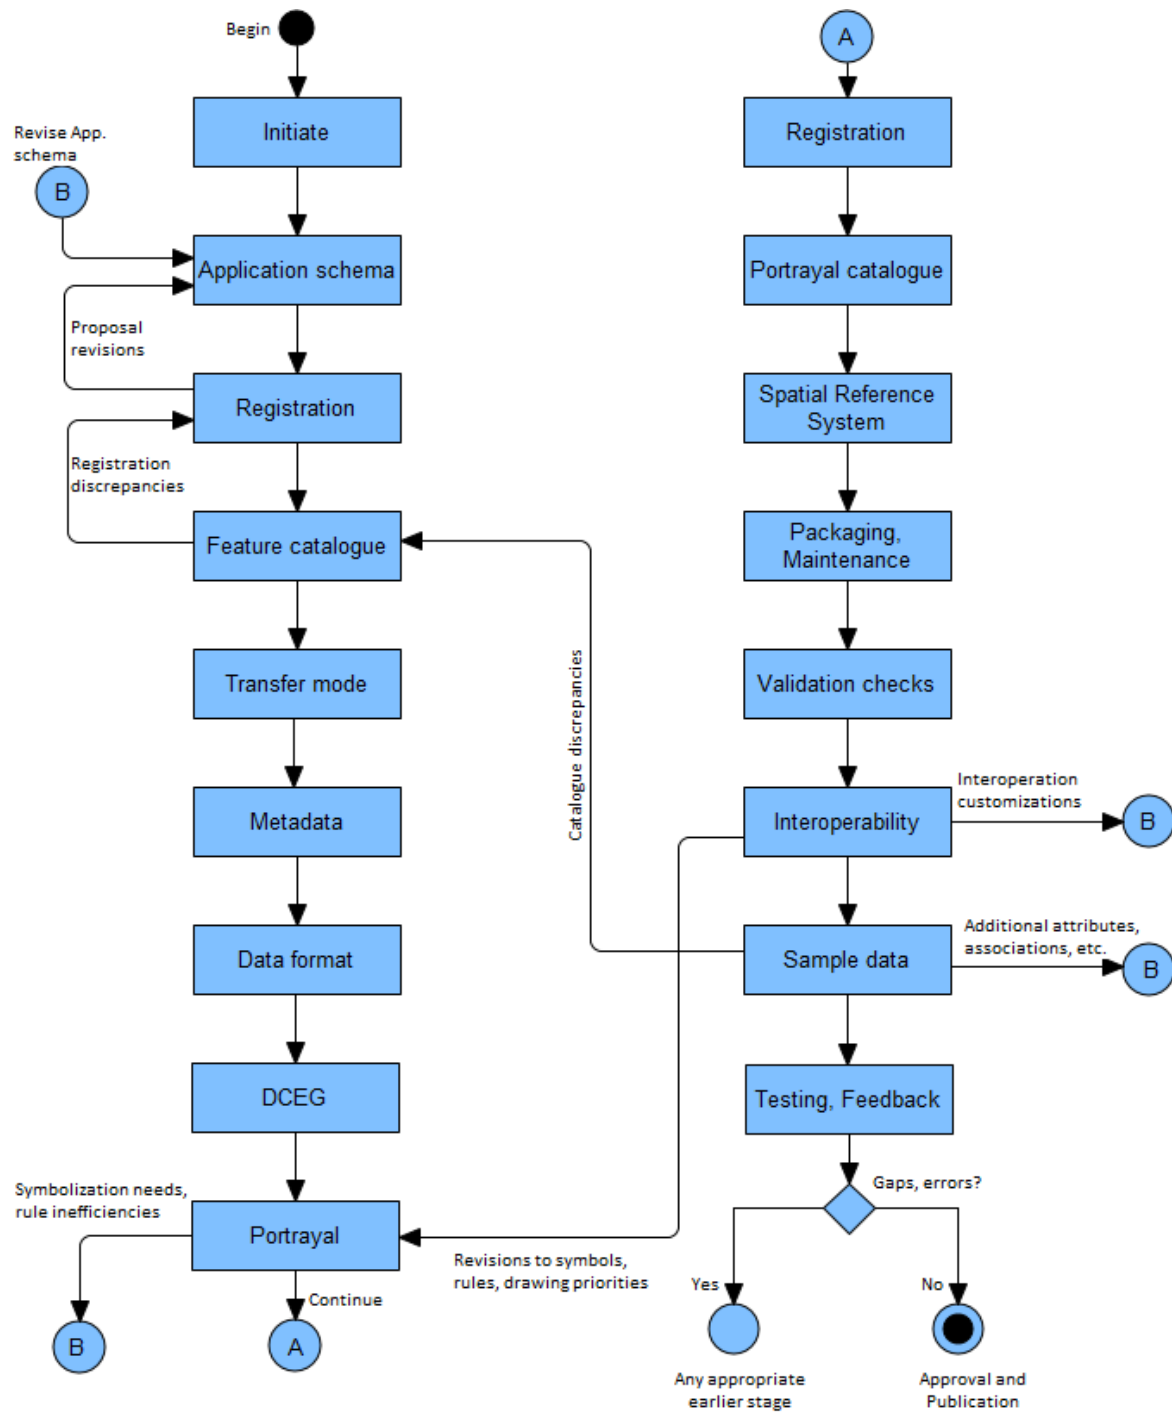 Begin
Initiate
Revise App.
schema
B
Application schema
Proposal
revisions
Registration
Registration
discrepancies
Feature catalogue
Transfer mode
Metadata
Data format
DCEG
Symbolization needs,
rule inefficiencies
Portrayal
Continue
B
A
Catalogue discrepancies
Revisions to symbols,
rules, drawing priorities
A
Registration
Portrayal catalogue
Spatial Reference
System
Packaging,
Maintenance
Validation checks
Interoperability
Interoperation
customizations
B
Sample data
Additional attributes,
associations, etc.
B
Testing, Feedback
Gaps, errors?
Yes
No
Any appropriate
earlier stage
Approval and
Publication